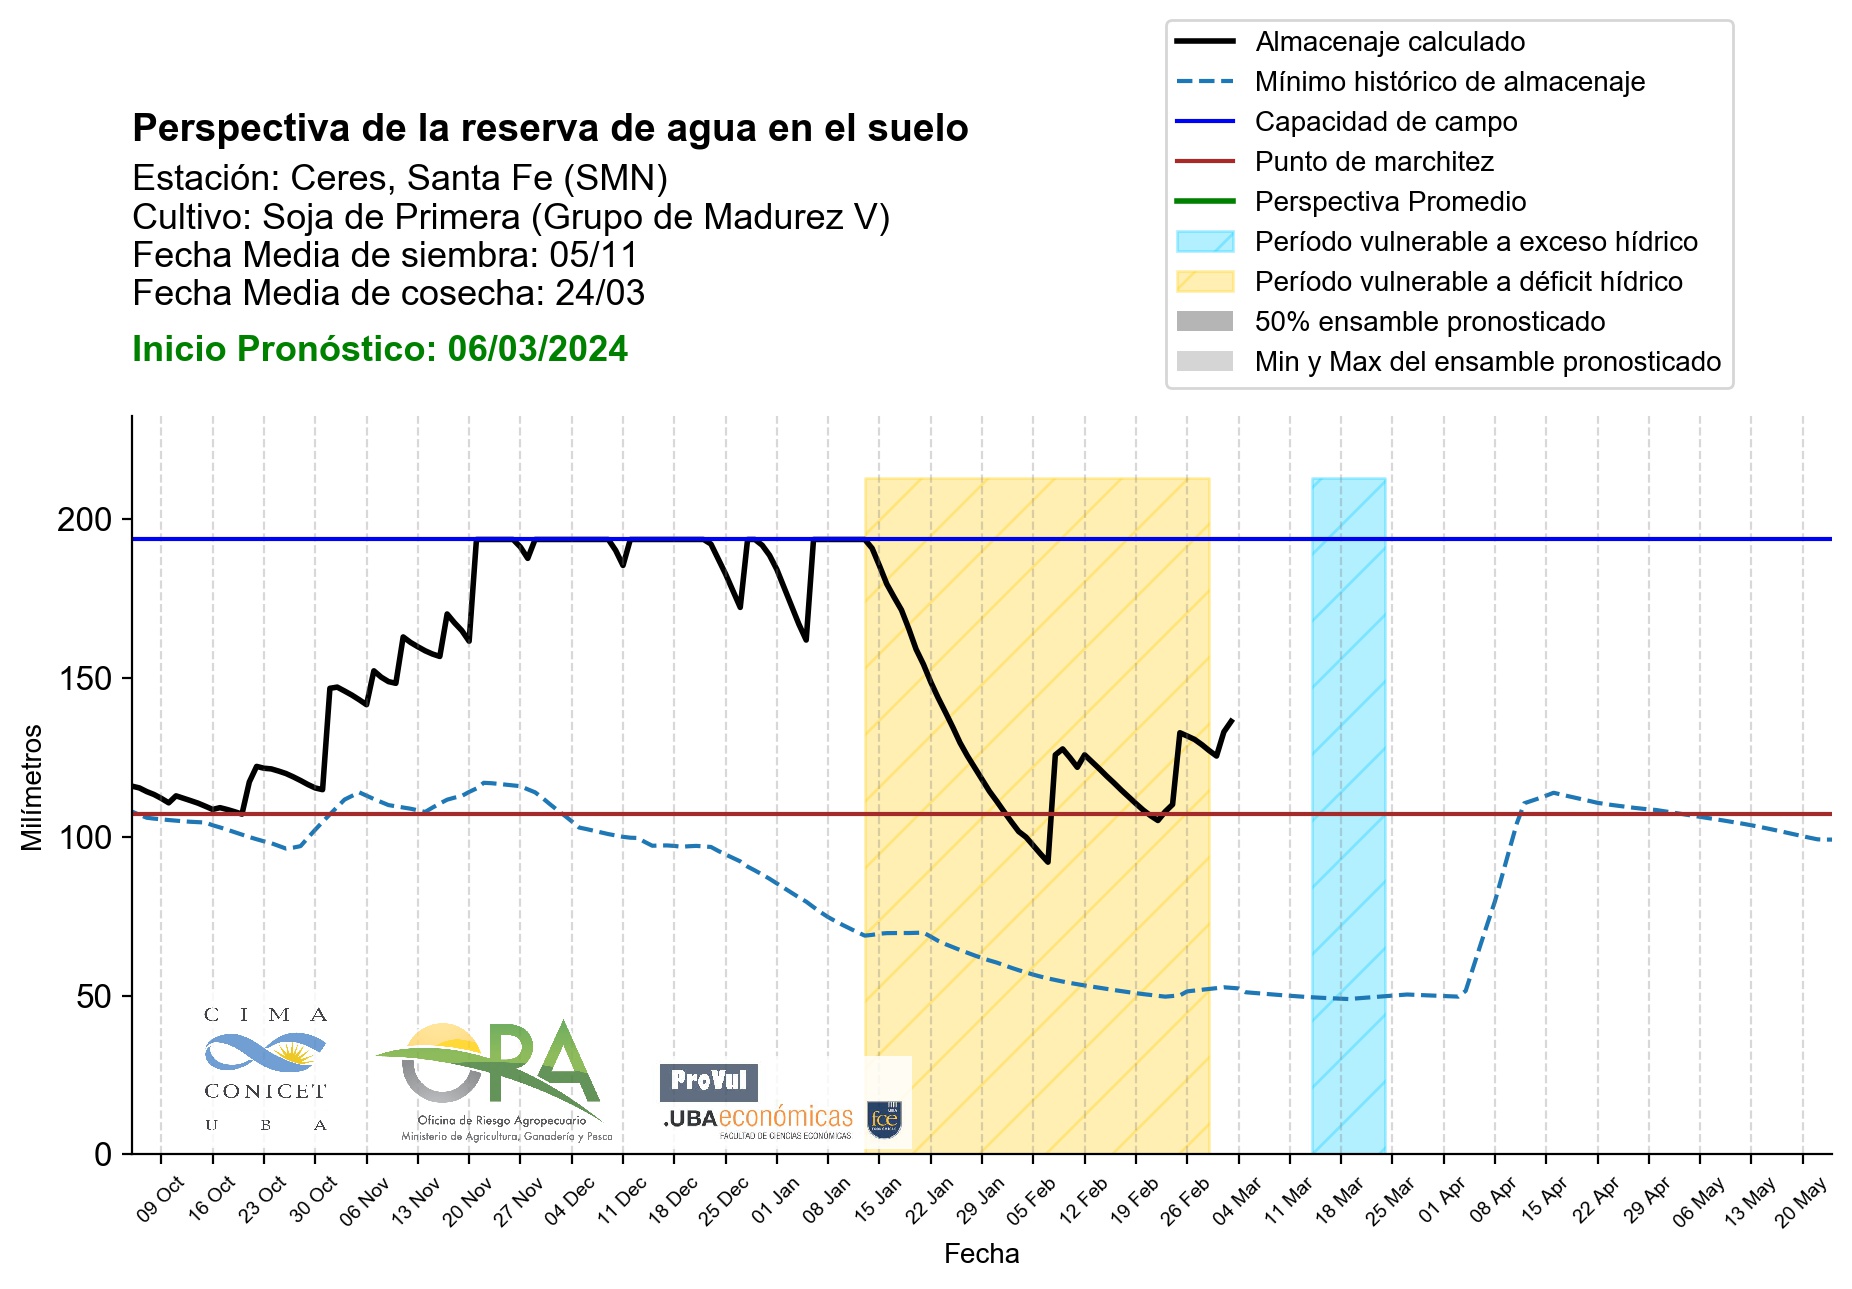 Almacenaje calculado
Mínimo histórico de almacenaje
Capacidad de campo
Punto de marchitez
Perspectiva Promedio
Período vulnerable a exceso hídrico
Período vulnerable a déficit hídrico
50% ensamble pronosticado
Min y Max del ensamble pronosticado
Perspectiva de la reserva de agua en el suelo
Estación: Ceres, Santa Fe (SMN)
Cultivo: Soja de Primera (Grupo de Madurez V)
Fecha Media de siembra: 05/11
Fecha Media de cosecha: 24/03
Inicio Pronóstico: 06/03/2024
Milímetros
200
150
100
50
0
CIMA
CONICET
UBA
OPA
Oficina de Riesgo Agropecuario
Ministerio de Agricultura, Ganadería y Pesca
ProVul
.UBAeconómicas
FACULTAD DE CIENCIAS ECONÓMICAS
UBA
fce
09 Oct
16 Oct
23 Oct
30 Oct
06 Nov
13 Nov
20 Nov
27 Nov
04 Dec
11 Dec
18 Dec
25 Dec
01 Jan
08 Jan
15 Jan
22 Jan
29 Jan
05 Feb
12 Feb
19 Feb
26 Feb
04 Mar
11 Mar
18 Mar
25 Mar
01 Apr
08 Apr
15 Apr
22 Apr
29 Apr
06 May
13 May
20 May
Fecha